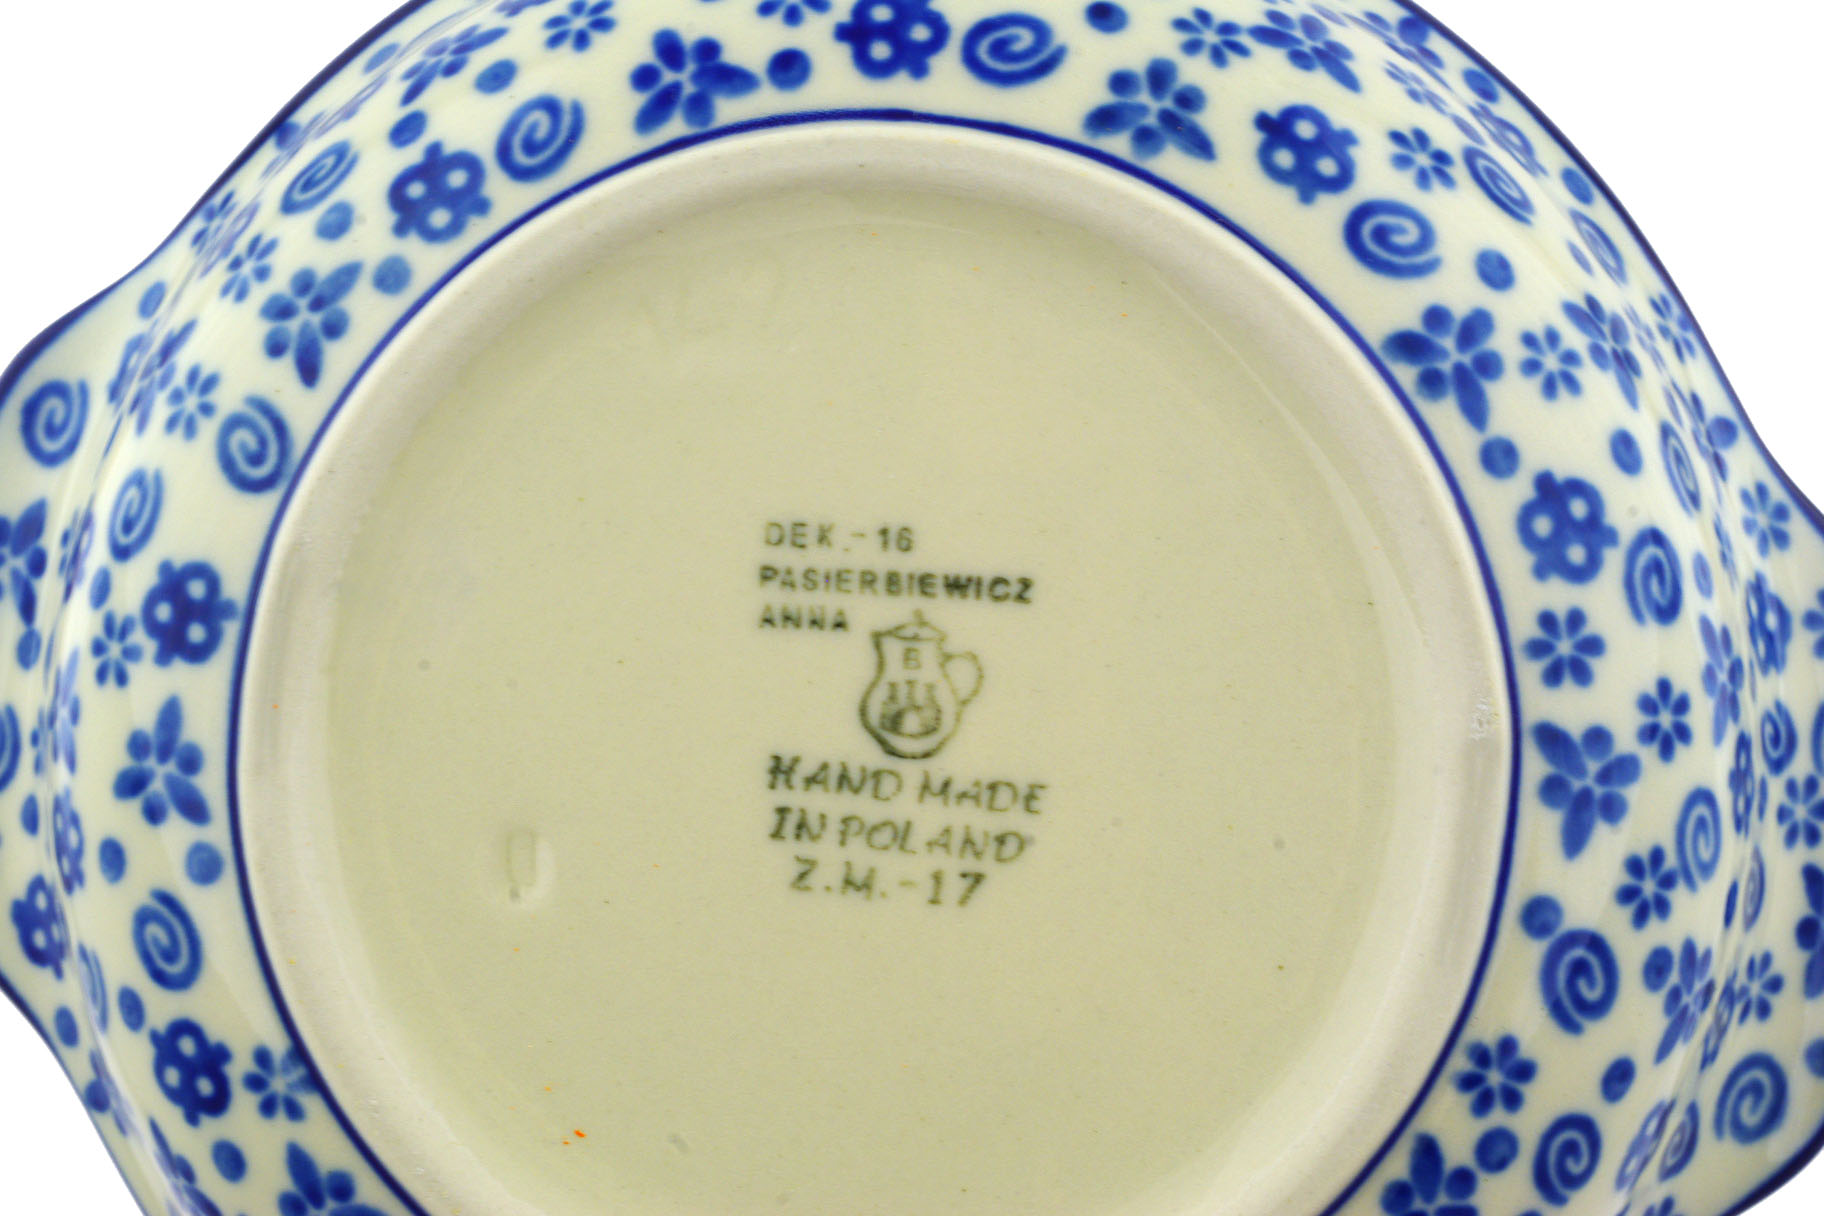 DEK.-16
PASIERBIEWICZ
ANNA
B
HAND MADE
IN POLAND
Z.M.-17